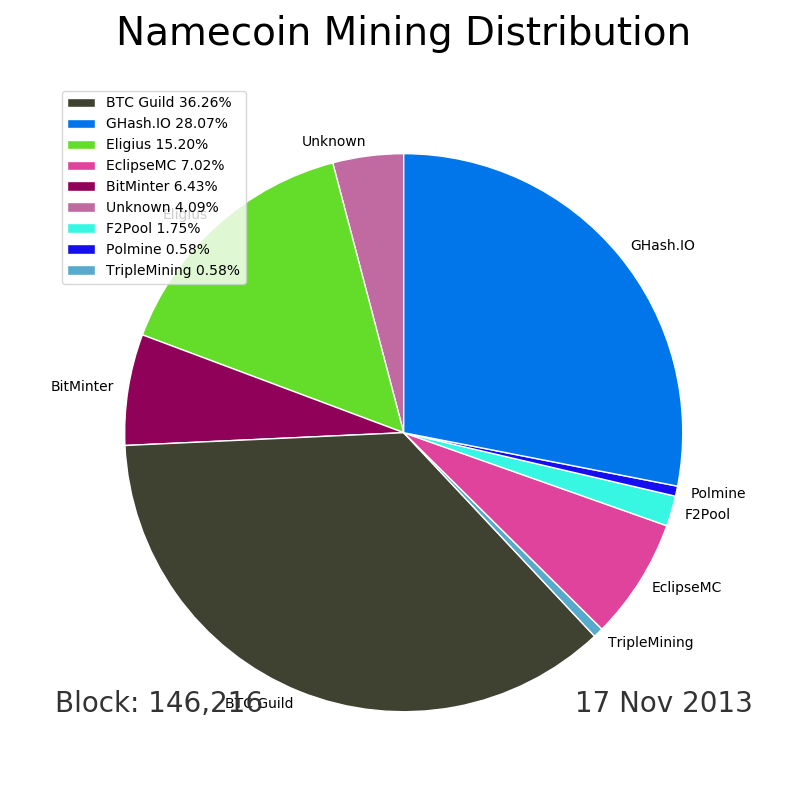 Namecoin Mining Distribution
BTC Guild 36.26%
GHash.IO 28.07%
Eligius 15.20%
EclipseMC 7.02%
BitMinter 6.43%
Unknown 4.09%
F2Pool 1.75%
Polmine 0.58%
TripleMining 0.58%
Unknown
Eligius
GHash.IO
BitMinter
Polmine
F2Pool
EclipseMC
TripleMining
BTC Guild
Block: 146,216
17 Nov 2013